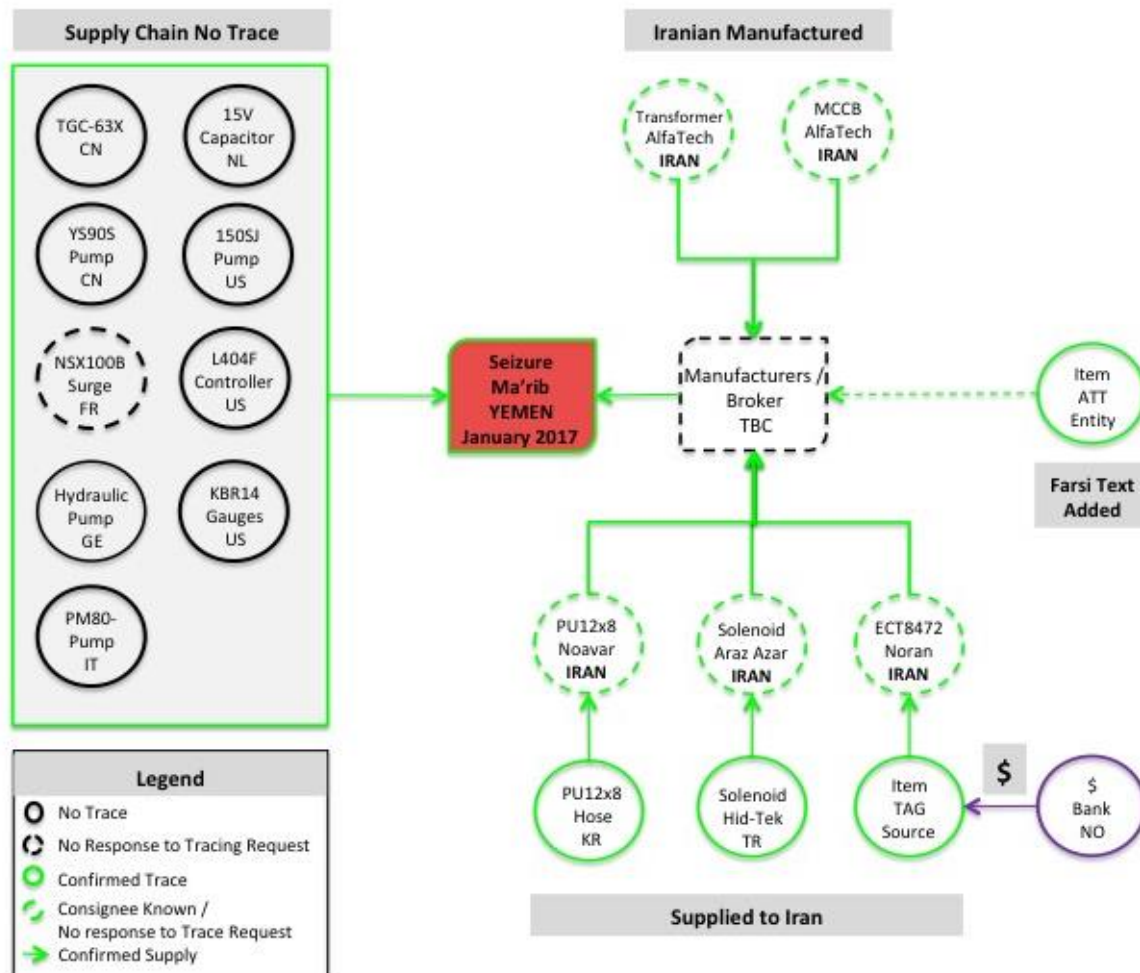 Supply Chain No Trace
TGC-63X
CN
15V
Capacitor
NL
YS90S
Pump
CN
150SJ
Pump
US
NSX100B
Surge
FR
L404F
Controller
US
Hydraulic
Pump
GE
KBR14
Gauges
US
PM80-
Pump
IT
Legend
No Trace
No Response to Tracing Request
Confirmed Trace
Consignee Known /
No response to Trace Request
Confirmed Supply
Seizure
Ma’rib
YEMEN
January 2017
Iranian Manufactured
Transformer
AlfaTech
IRAN
MCCB
AlfaTech
IRAN
Manufacturers /
Broker
TBC
Item
ATT
Entity
Farsi Text
Added
PU12x8
Noavar
IRAN
Solenoid
Araz Azar
IRAN
ECT8472
Noran
IRAN
PU12x8
Hose
KR
Solenoid
Hid-Tek
TR
Item
TAG
Source
$
$
Bank
NO
Supplied to Iran